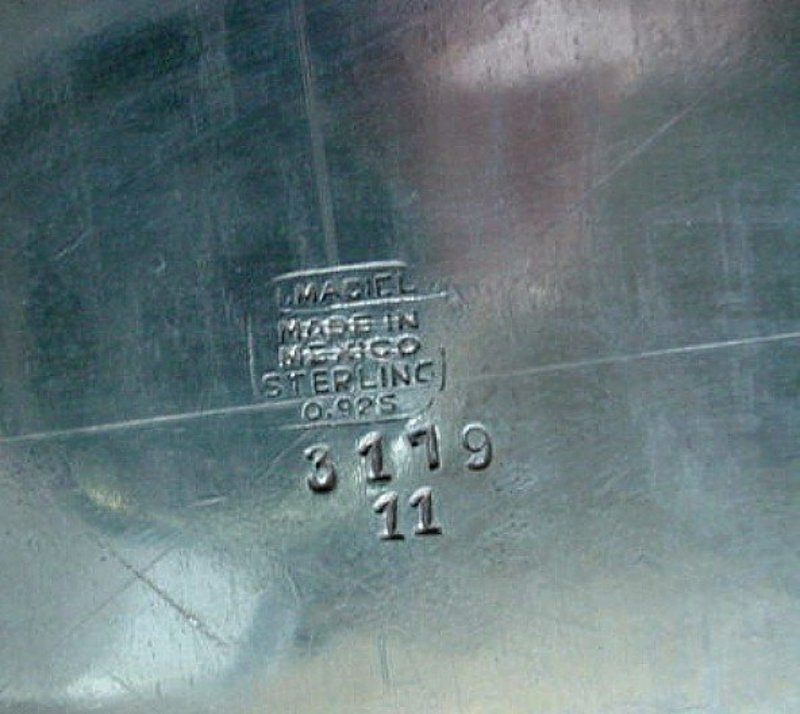 MACIEL
MADE IN
MEXICO
STERLING
0.925
3179
11